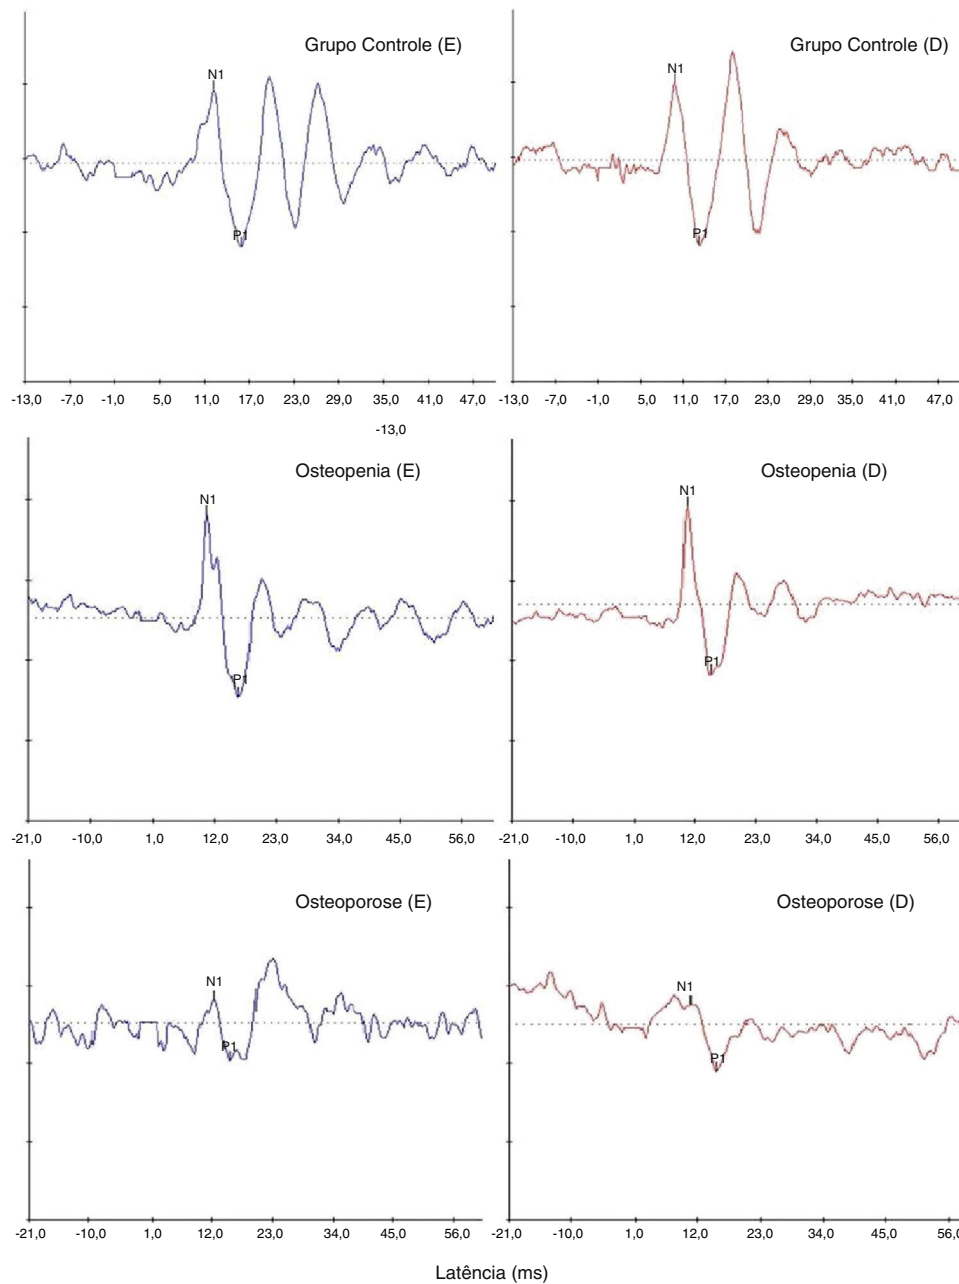 Grupo Controle (E)
N1
P1
-13,0 -7,0 -1,0 5,0 11,0 17,0 23,0 29,0 35,0 41,0 47,0
Grupo Controle (D)
N1
P1
-13,0 -7,0 -1,0 5,0 11,0 17,0 23,0 29,0 35,0 41,0 47,0
-13,0
Osteopenia (E)
N1
P1
-21,0 -10,0 1,0 12,0 23,0 34,0 45,0 56,0
Osteopenia (D)
N1
P1
-21,0 -10,0 1,0 12,0 23,0 34,0 45,0 56,0
Osteoporose (E)
N1
P1
-21,0 -10,0 1,0 12,0 23,0 34,0 45,0 56,0
Osteoporose (D)
N1
P1
-21,0 -10,0 1,0 12,0 23,0 34,0 45,0 56,0
Latência (ms)